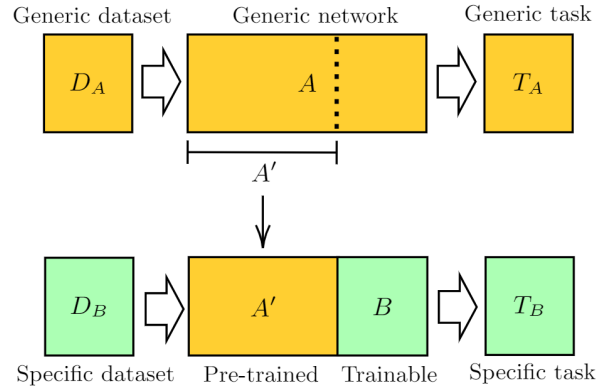 Generic dataset Generic network Generic task
D_A A T_A
A′
D_B A′ B T_B
Specific dataset Pre-trained Trainable Specific task